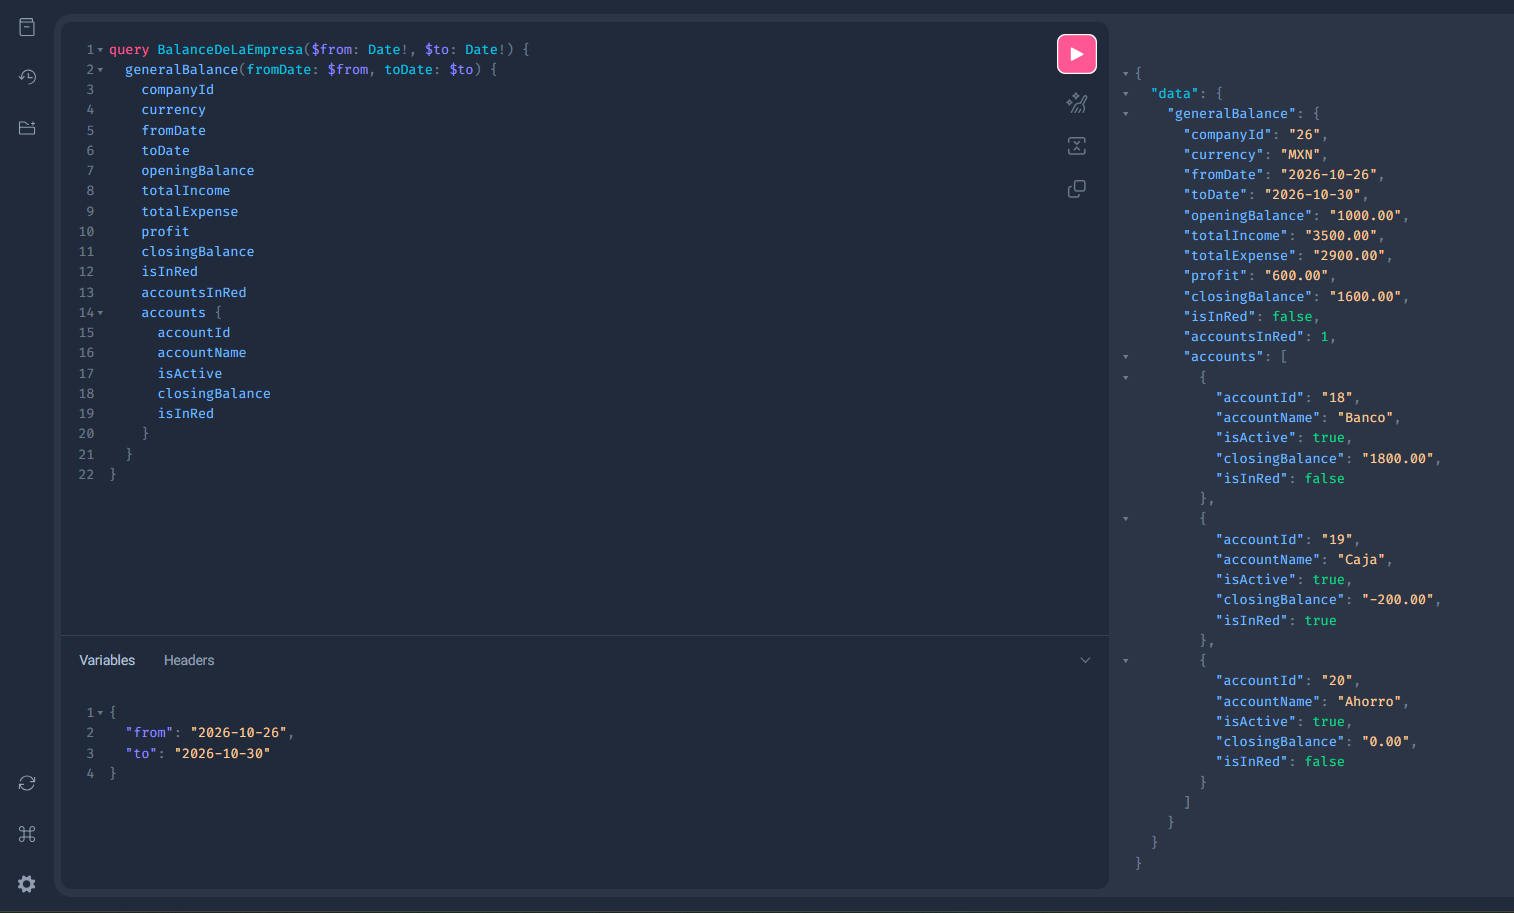 1 query BalanceDeLaEmpresa($from: Date!, $to: Date!) {
2 generalBalance(fromDate: $from, toDate: $to) {
3 companyId
4 currency
5 fromDate
6 toDate
7 openingBalance
8 totalIncome
9 totalExpense
10 profit
11 closingBalance
12 isInRed
13 accountsInRed
14 accounts {
15 accountId
16 accountName
17 isActive
18 closingBalance
19 isInRed
20 }
21 }
22 }
Variables Headers
1 {
2 "from": "2026-10-26",
3 "to": "2026-10-30"
4 }
{
"data": {
"generalBalance": {
"companyId": "26",
"currency": "MXN",
"fromDate": "2026-10-26",
"toDate": "2026-10-30",
"openingBalance": "1000.00",
"totalIncome": "3500.00",
"totalExpense": "2900.00",
"profit": "600.00",
"closingBalance": "1600.00",
"isInRed": false,
"accountsInRed": 1,
"accounts": [
{
"accountId": "18",
"accountName": "Banco",
"isActive": true,
"closingBalance": "1800.00",
"isInRed": false
},
{
"accountId": "19",
"accountName": "Caja",
"isActive": true,
"closingBalance": "-200.00",
"isInRed": true
},
{
"accountId": "20",
"accountName": "Ahorro",
"isActive": true,
"closingBalance": "0.00",
"isInRed": false
}
]
}
}
}